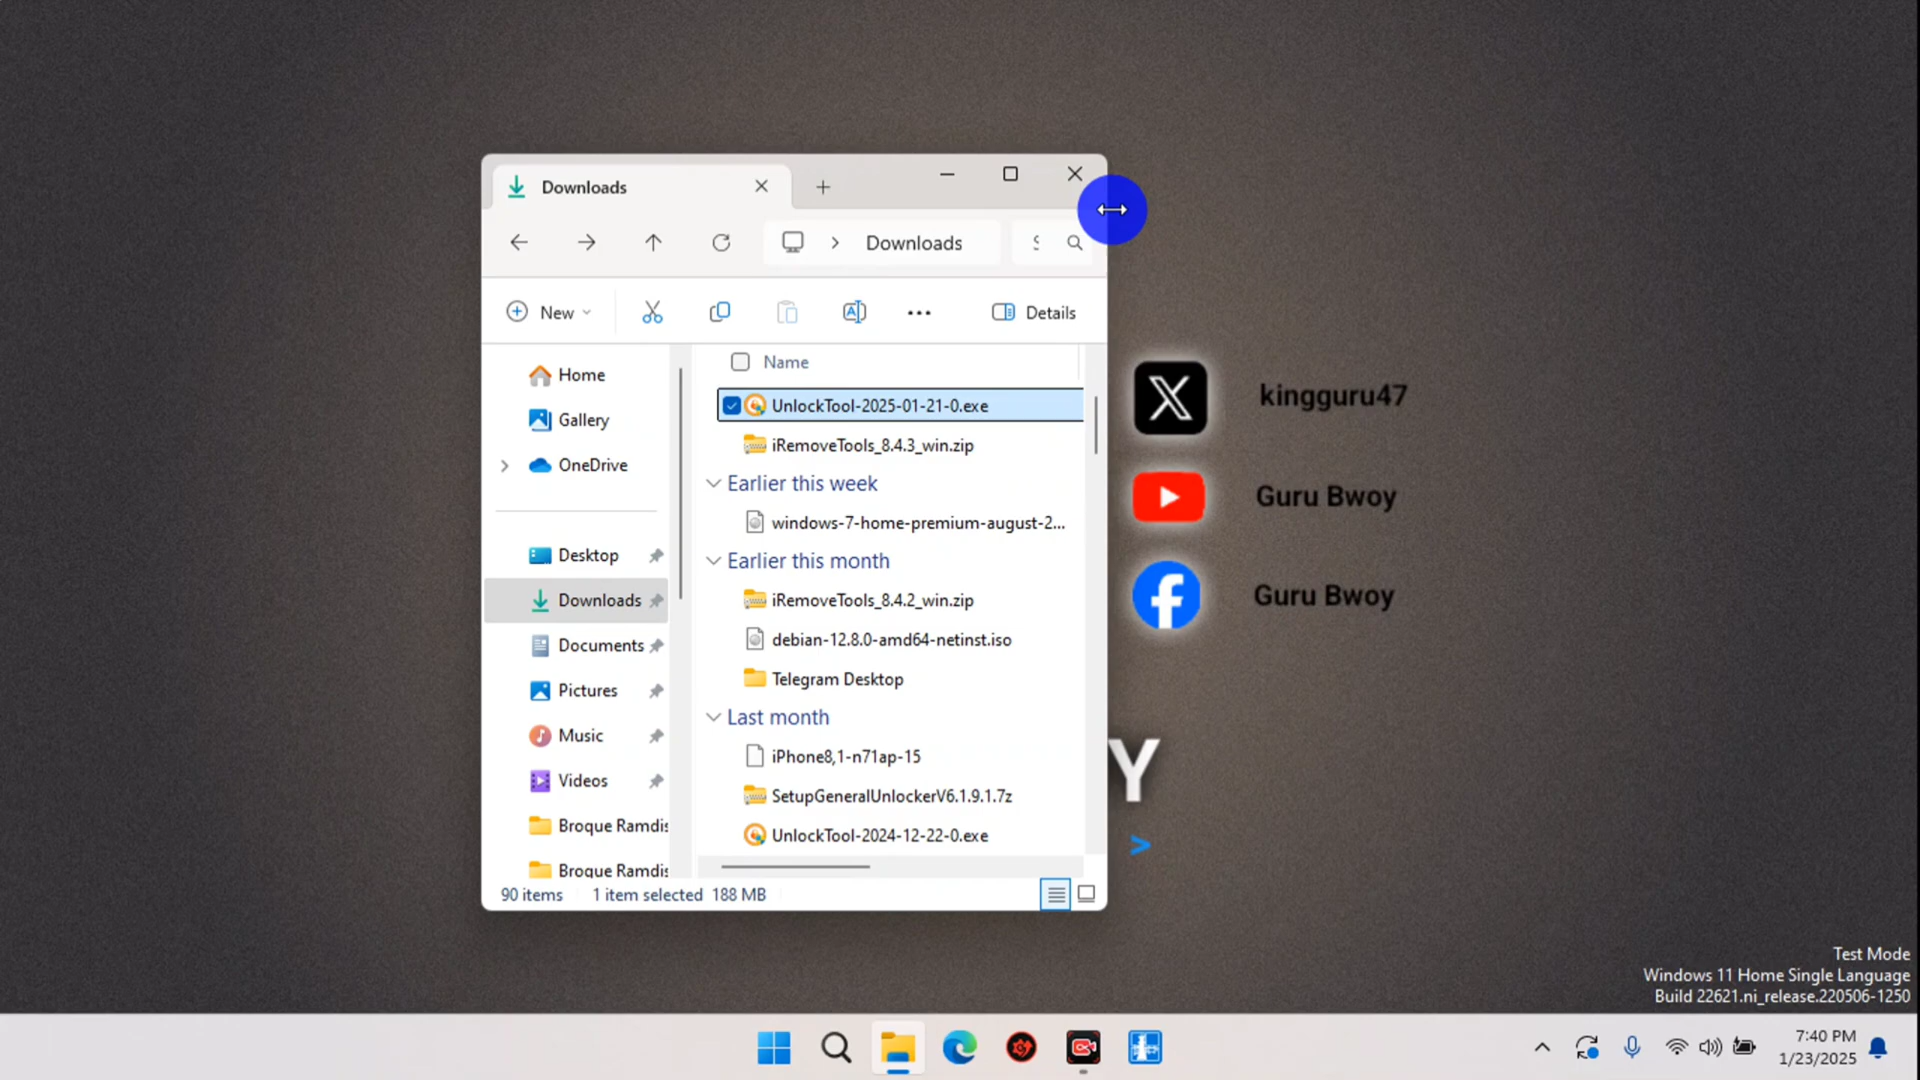 Downloads
Downloads
New
Details
Home
Gallery
OneDrive
Desktop
Downloads
Documents
Pictures
Music
Videos
Broque Ramdis
Broque Ramdis
Name
UnlockTool-2025-01-21-0.exe
iRemoveTools_8.4.3_win.zip
Earlier this week
windows-7-home-premium-august-2...
Earlier this month
iRemoveTools_8.4.2_win.zip
debian-12.8.0-amd64-netinst.iso
Telegram Desktop
Last month
iPhone8,1-n71ap-15
SetupGeneralUnlockerV6.1.9.1.7z
UnlockTool-2024-12-22-0.exe
90 items 1 item selected 188 MB
kingguru47
Guru Bwoy
Guru Bwoy
Y
>
Test Mode
Windows 11 Home Single Language
Build 22621.ni_release.220506-1250
7:40 PM
1/23/2025